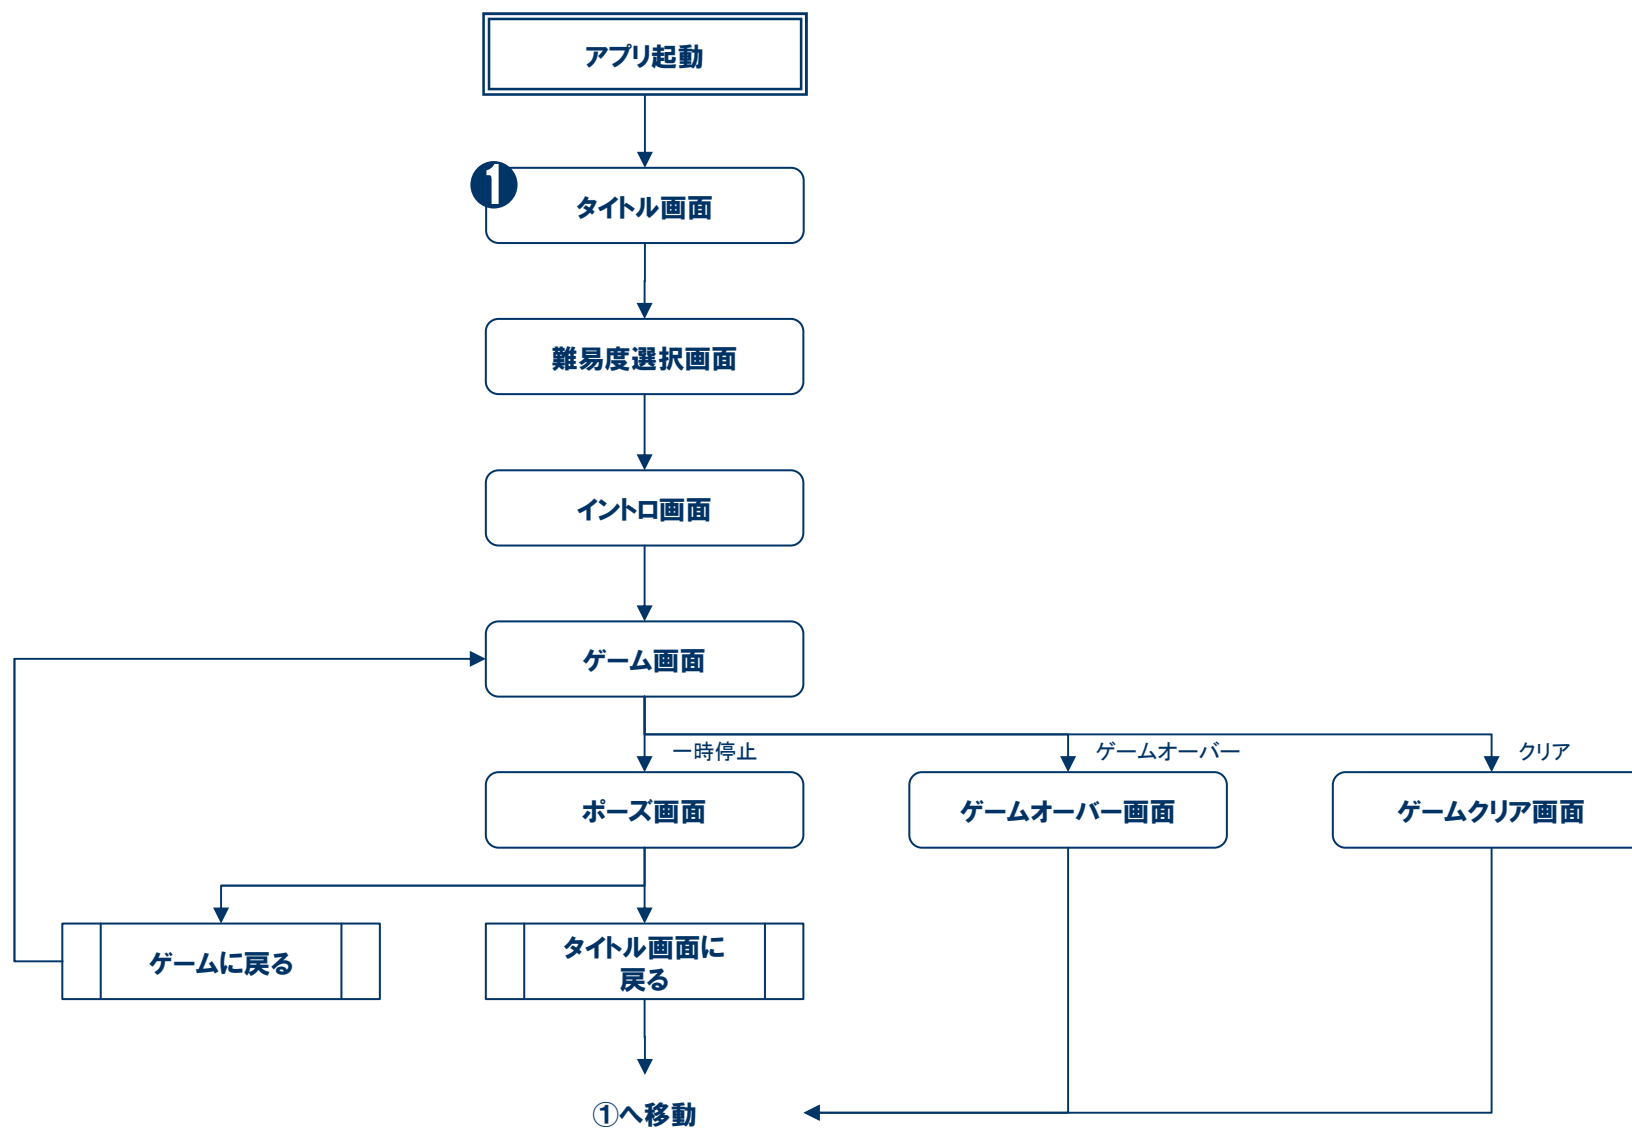 アプリ起動
1
タイトル画面
難易度選択画面
イントロ画面
ゲーム画面
一時停止
ゲームオーバー
クリア
ポーズ画面
ゲームオーバー画面
ゲームクリア画面
ゲームに戻る
タイトル画面に
戻る
①へ移動